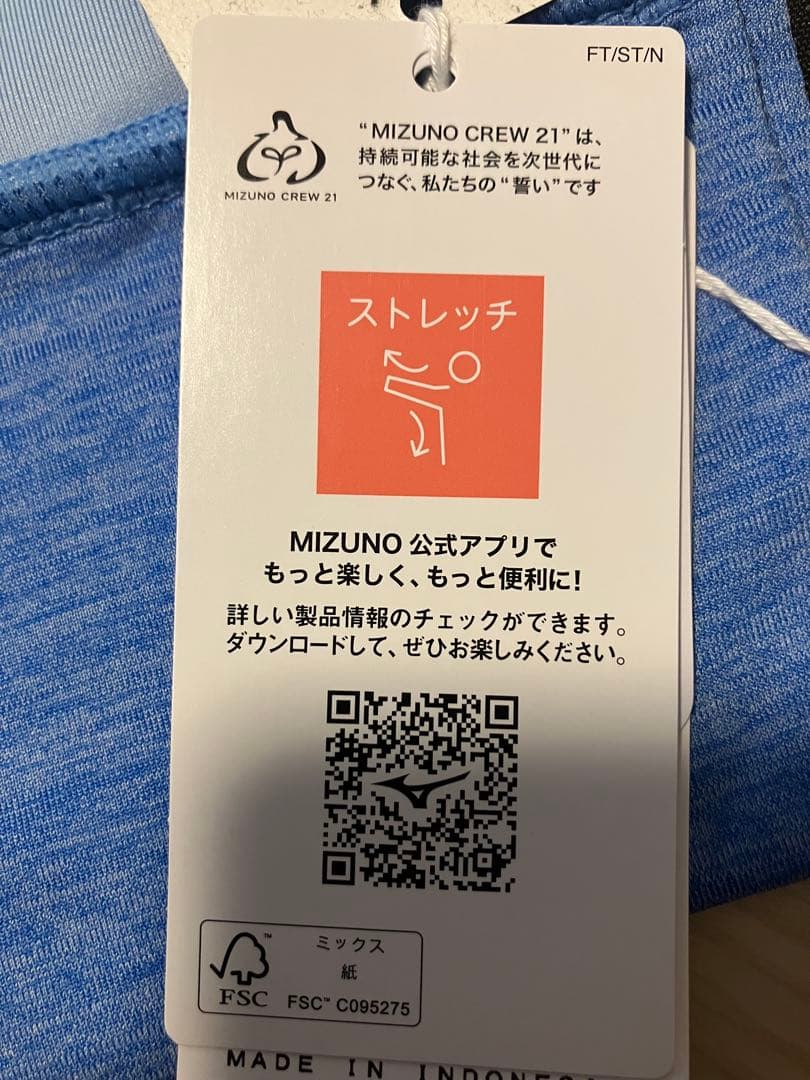 FT/ST/N
MIZUNO CREW 21
“MIZUNO CREW 21”は、
持続可能な社会を次世代に
つなぐ、私たちの“誓い”です
ストレッチ
MIZUNO 公式アプリで
もっと楽しく、もっと便利に!
詳しい製品情報のチェックができます。
ダウンロードして、ぜひお楽しみください。
FSC
ミックス
紙
FSC™ C095275
MADE IN